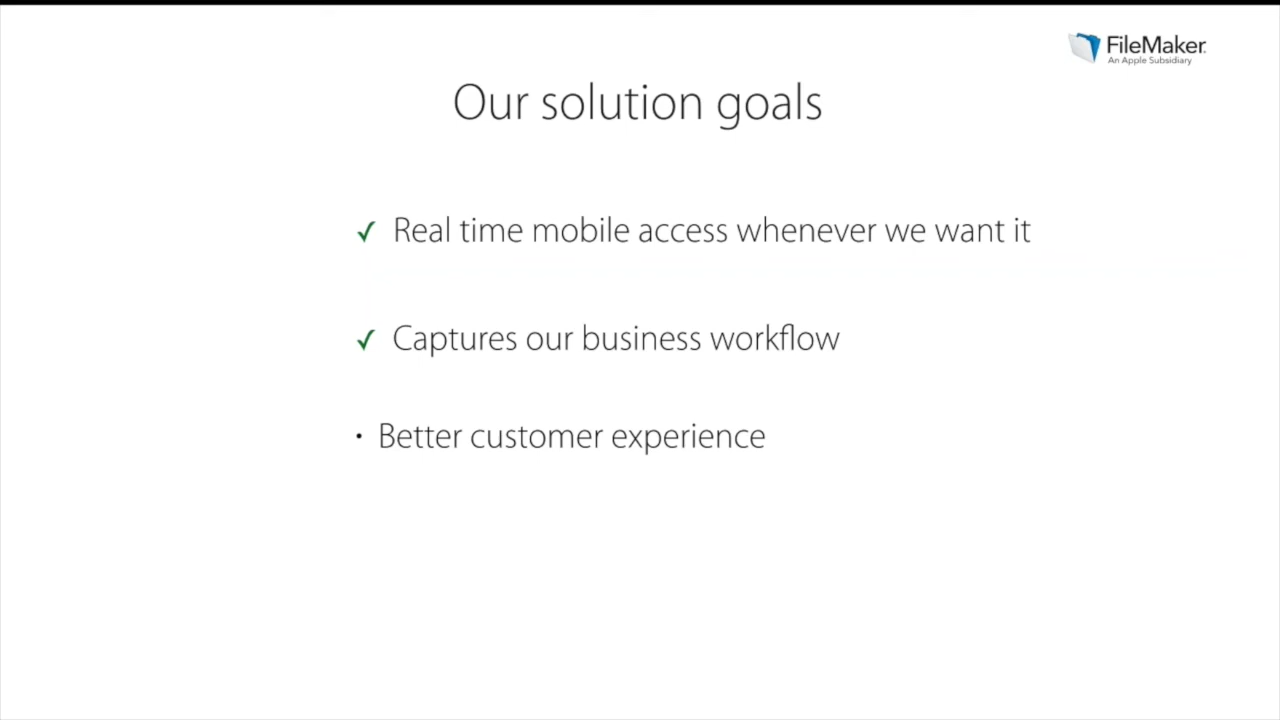 FileMaker
An Apple Subsidiary
Our solution goals
✓ Real time mobile access whenever we want it
✓ Captures our business workflow
• Better customer experience